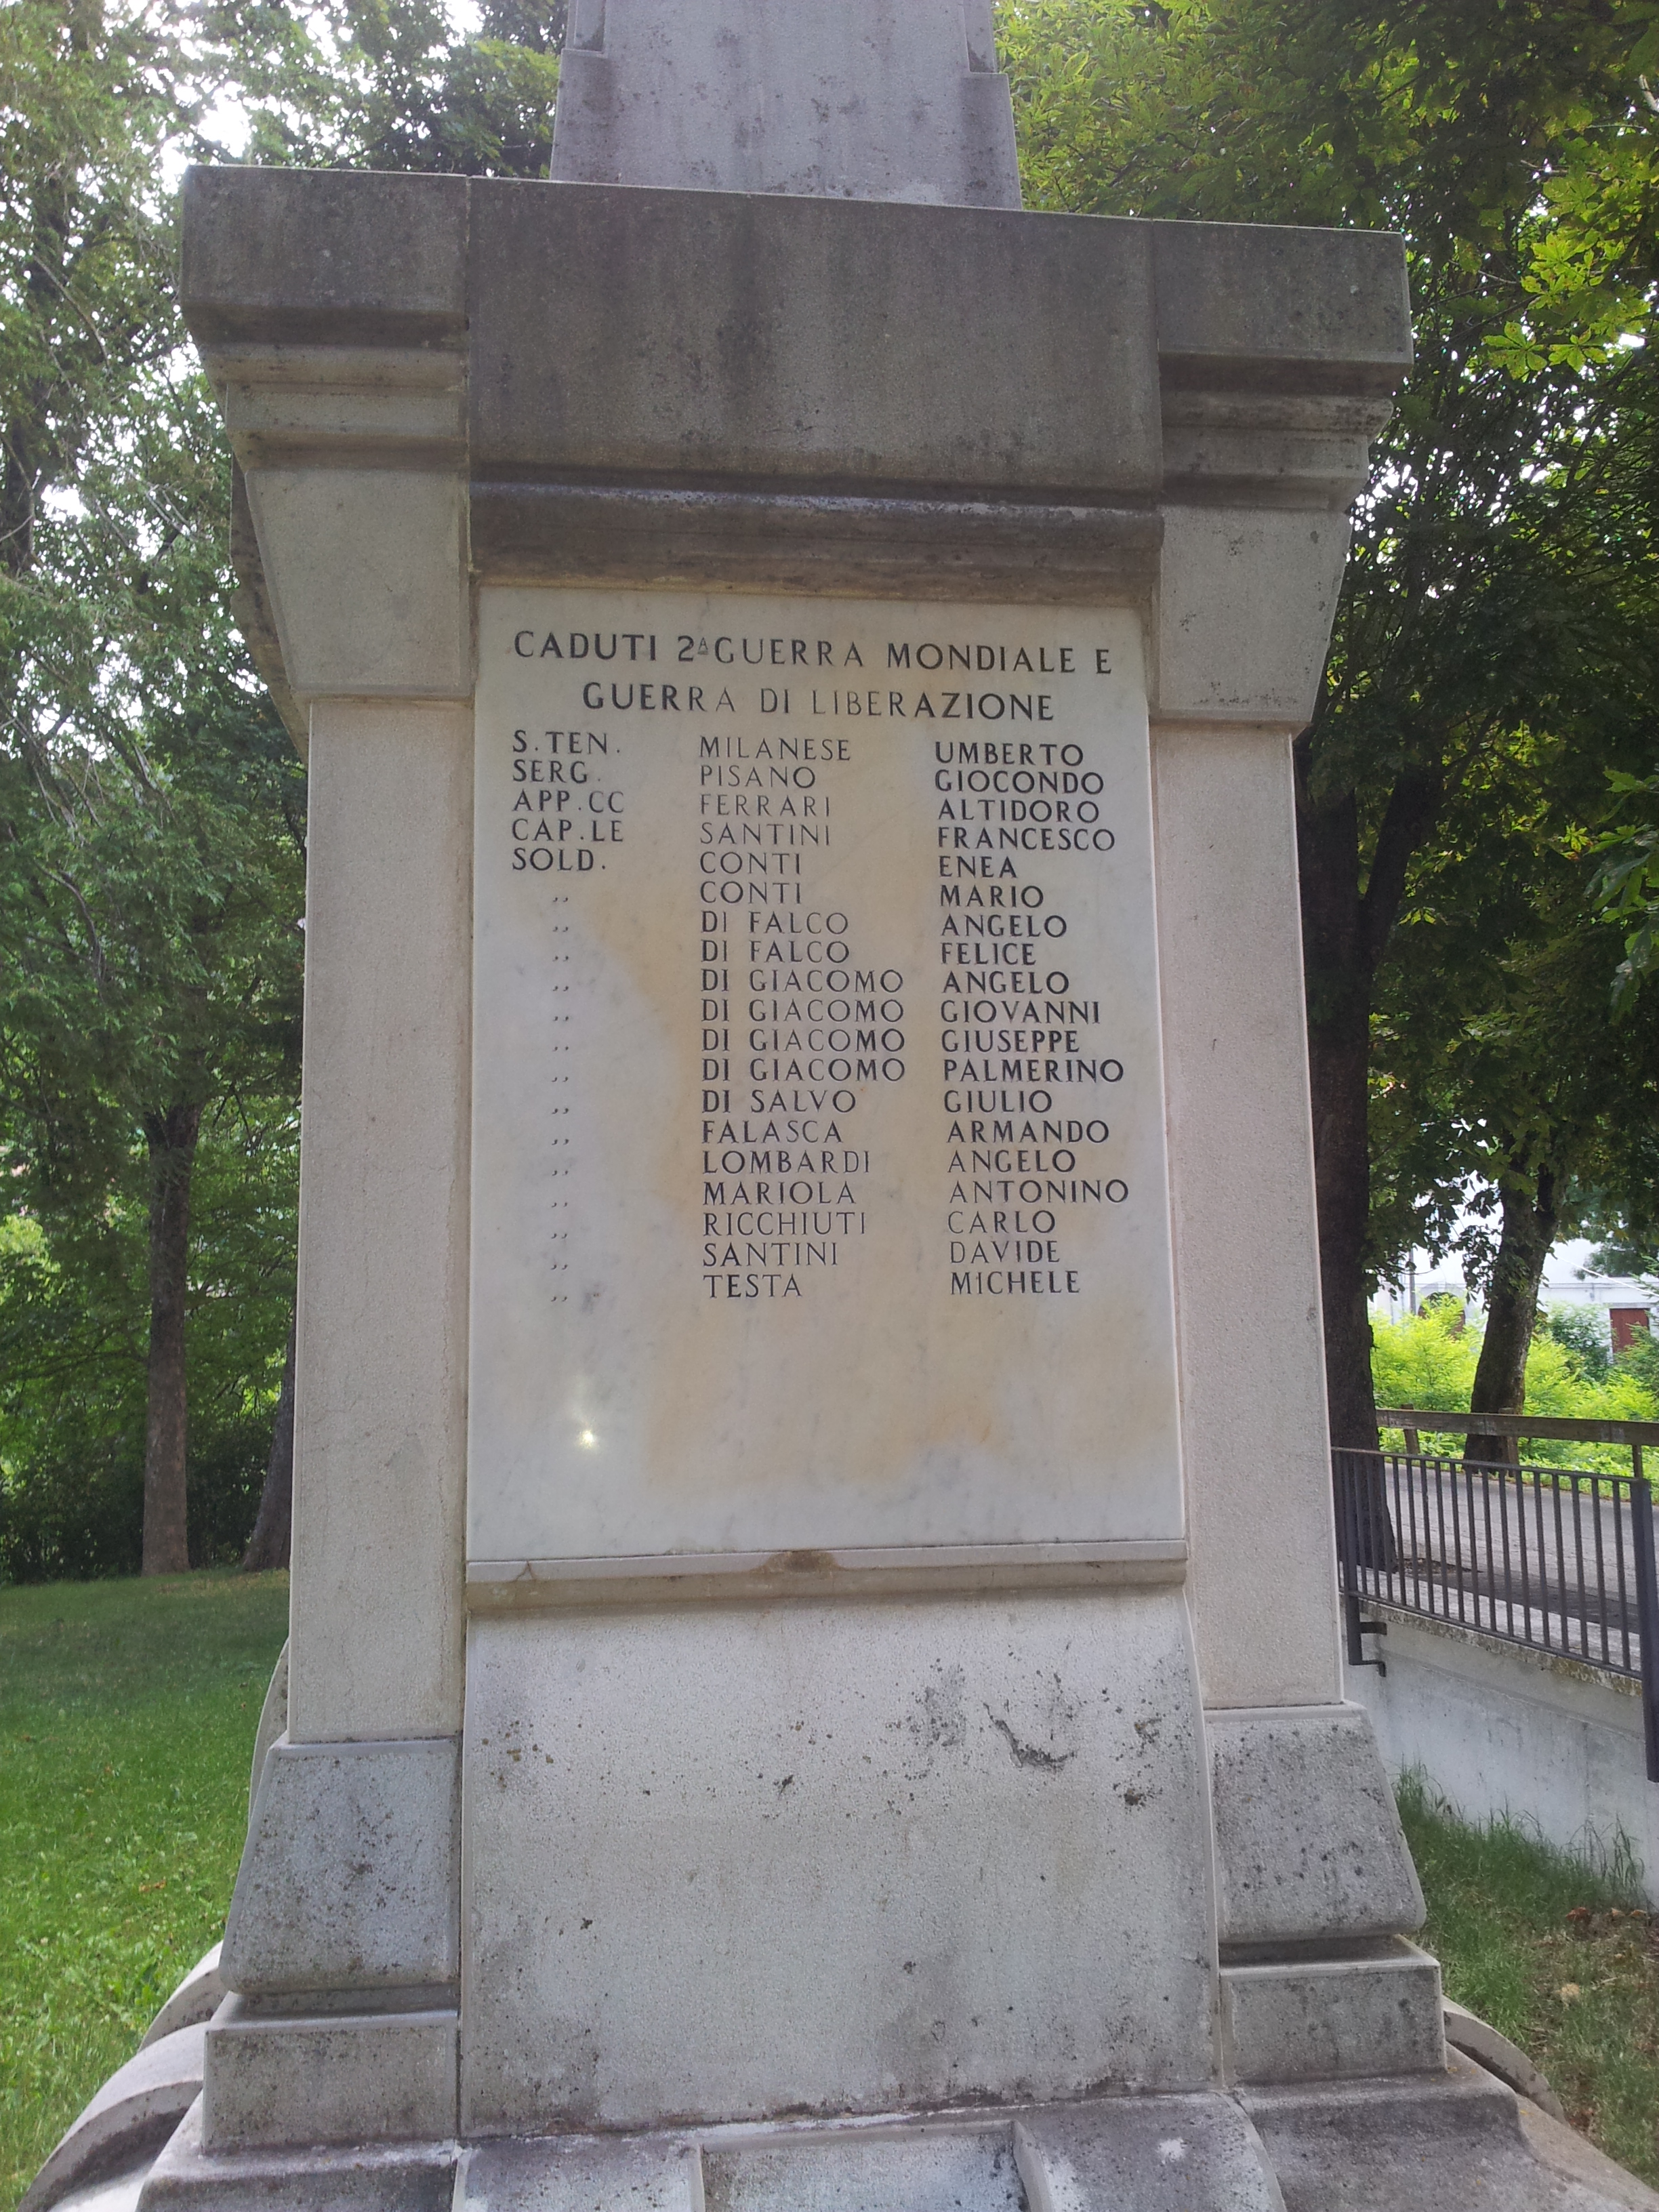 CADUTI 2ª GUERRA MONDIALE E
GUERRA DI LIBERAZIONE
S.TEN. MILANESE UMBERTO
SERG. PISANO GIOCONDO
APP.CC FERRARI ALTIDORO
CAP.LE SANTINI FRANCESCO
SOLD. CONTI ENEA
,, CONTI MARIO
,, DI FALCO ANGELO
,, DI FALCO FELICE
,, DI GIACOMO ANGELO
,, DI GIACOMO GIOVANNI
,, DI GIACOMO GIUSEPPE
,, DI GIACOMO PALMERINO
,, DI SALVO GIULIO
,, FALASCA ARMANDO
,, LOMBARDI ANGELO
,, MARIOLA ANTONINO
,, RICCHIUTI CARLO
,, SANTINI DAVIDE
,, TESTA MICHELE